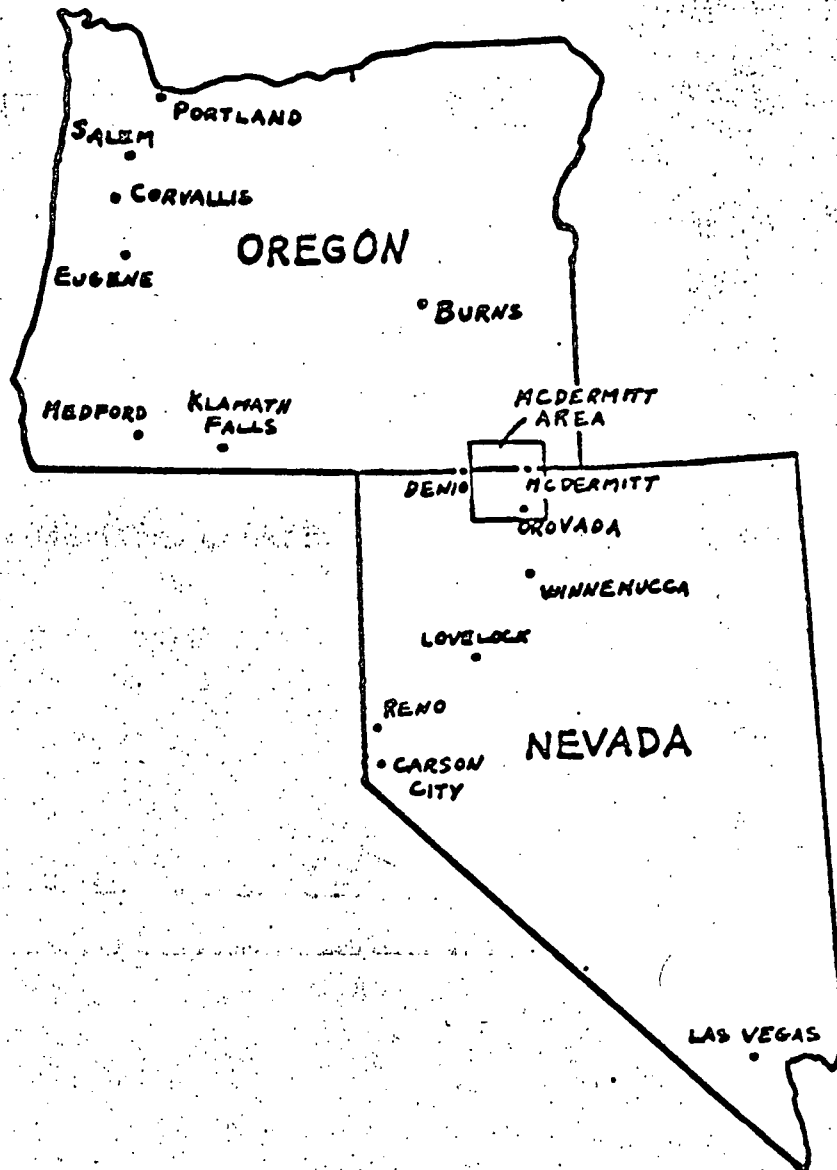 PORTLAND
SALEM
CORVALLIS
OREGON
EUGENE
BURNS
MEDFORD
KLAMATH
FALLS
MCDERMITT
AREA
DENIO
MCDERMITT
OROVADA
WINNEMUCCA
LOVELOCK
RENO
NEVADA
CARSON
CITY
LAS VEGAS